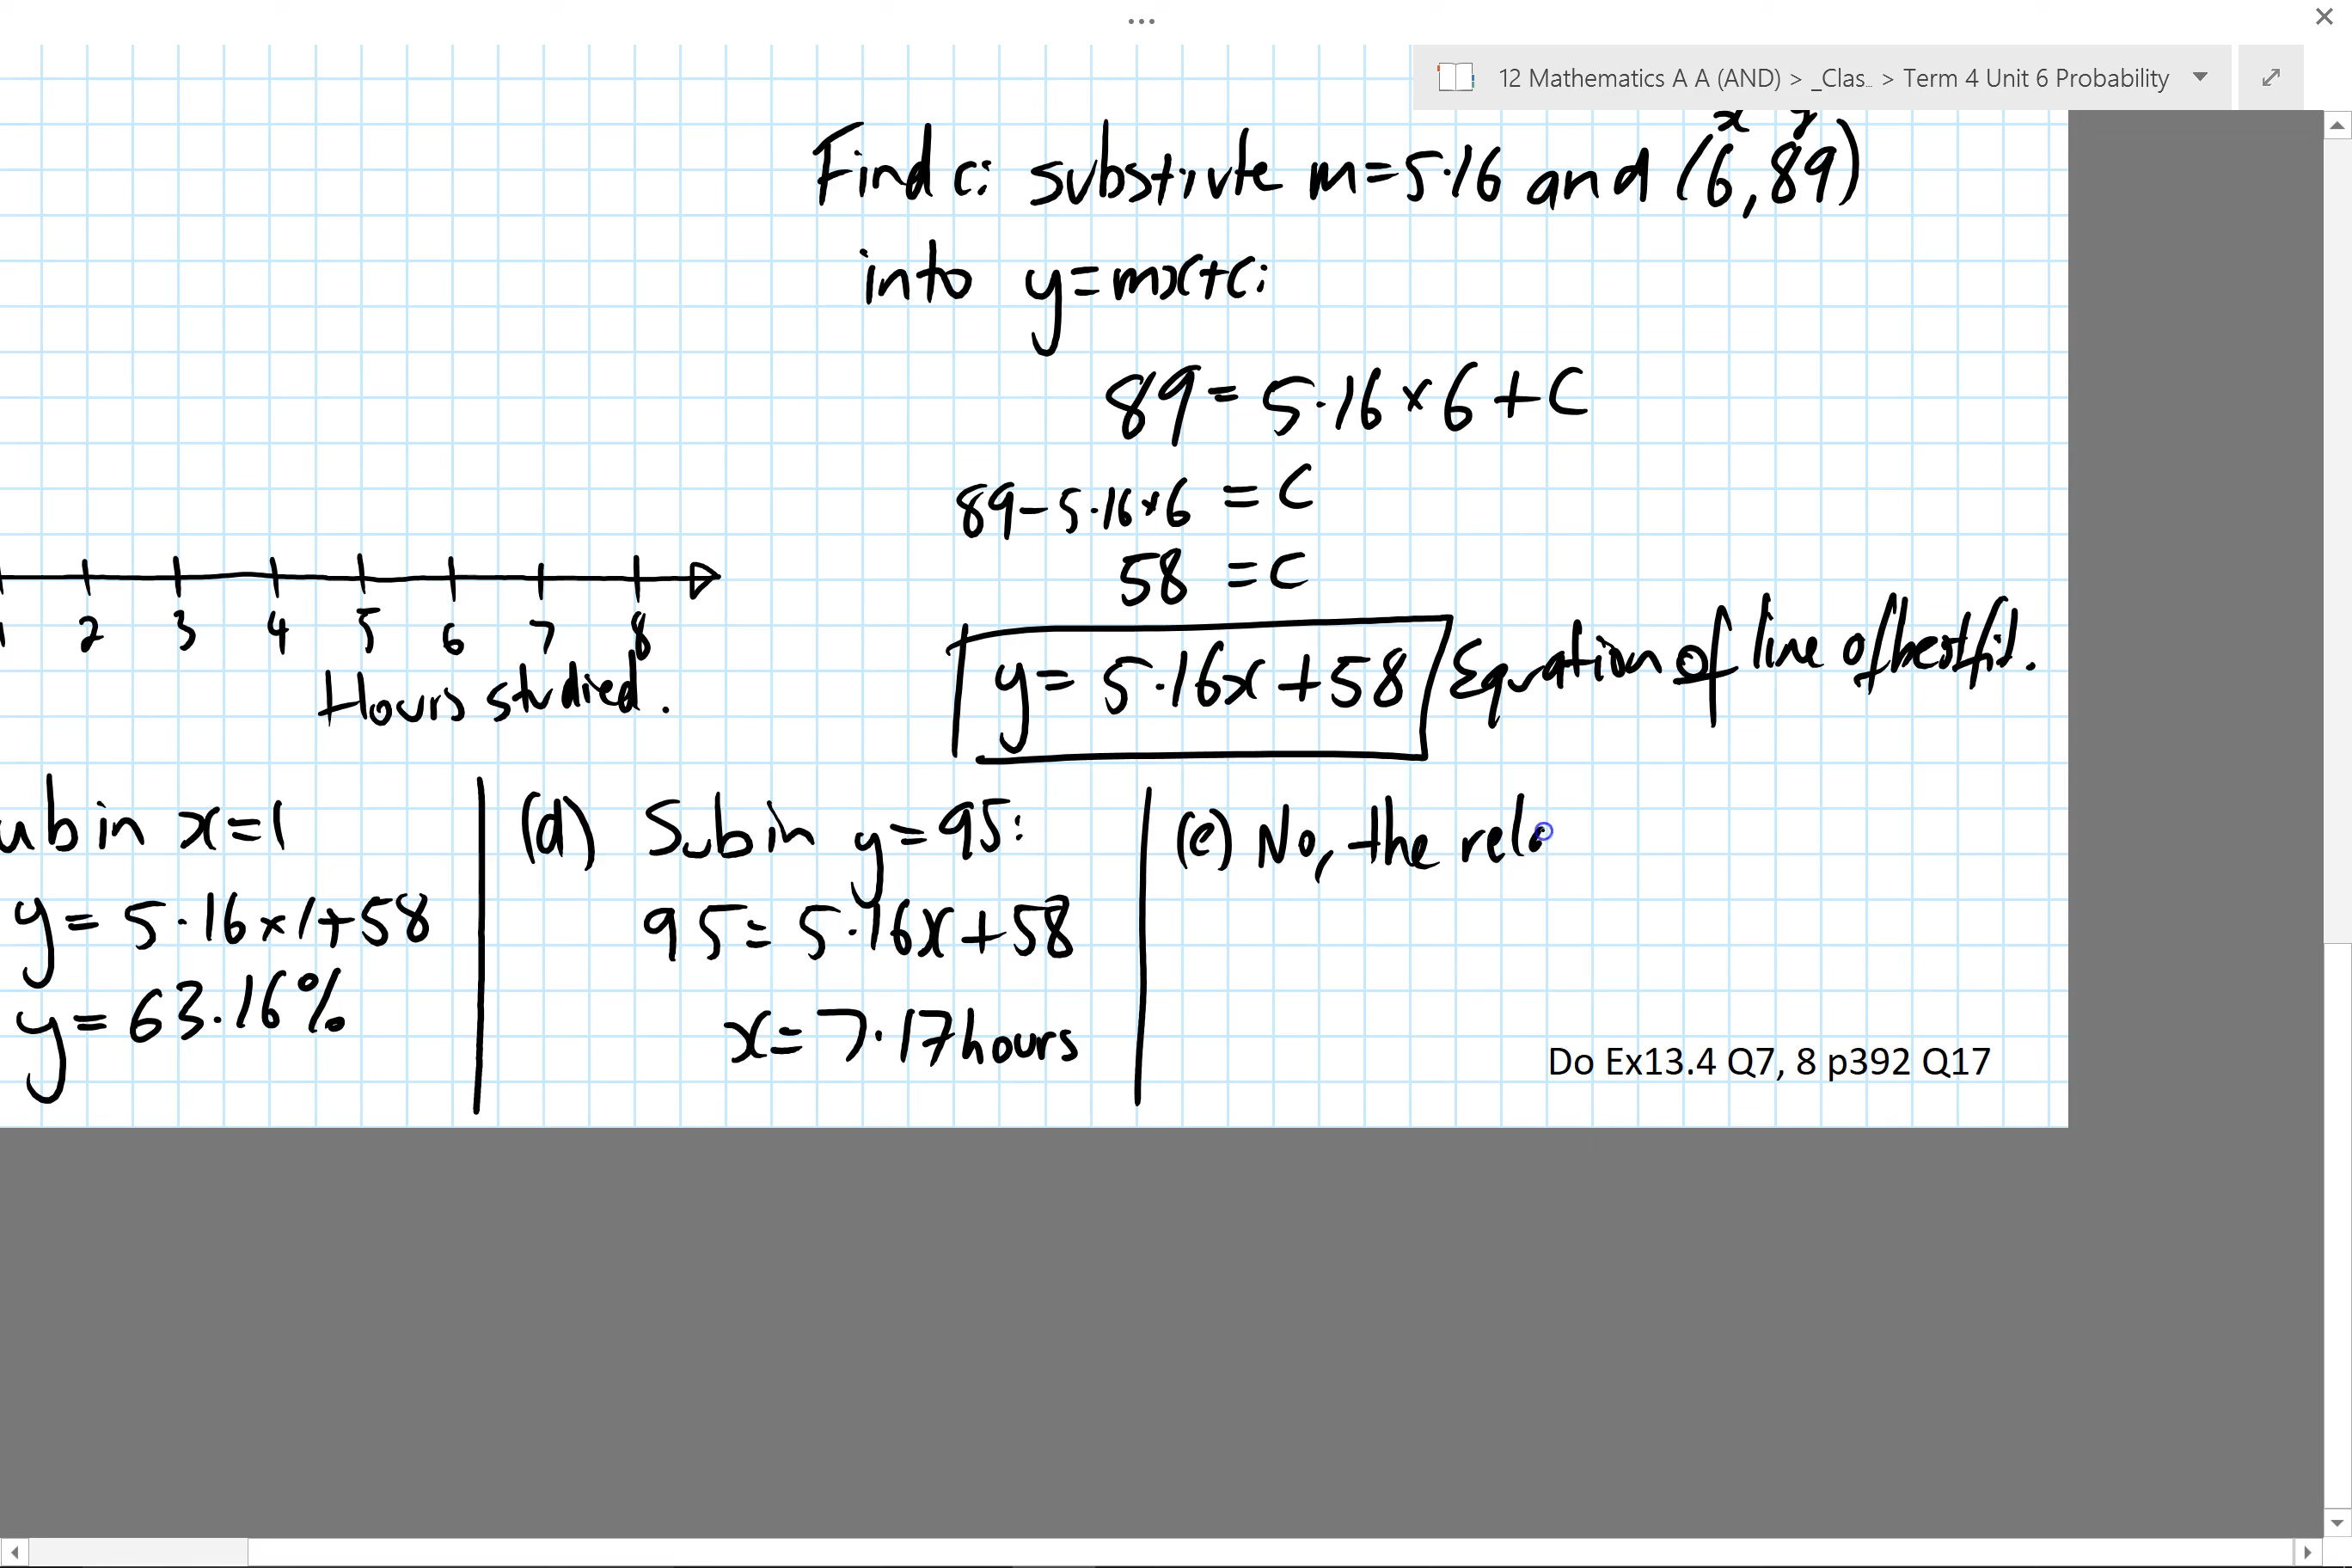 12 Mathematics A A (AND) > _Clas... > Term 4 Unit 6 Probability
x y
Find c: substitute m=5.16 and (6,89)
into y=mx+c:
89=5.16×6+C
89-5.16×6=C
58=C
y=5.16x+58 Equation of line of best fit.
2 3 4 5 6 7 8
Hours studied.
ub in x=1
y=5.16×1+58
y=63.16%
(d) Sub in y=95:
95=5.16x+58
x=7.17 hours
(e) No, the rela
Do Ex13.4 Q7, 8 p392 Q17